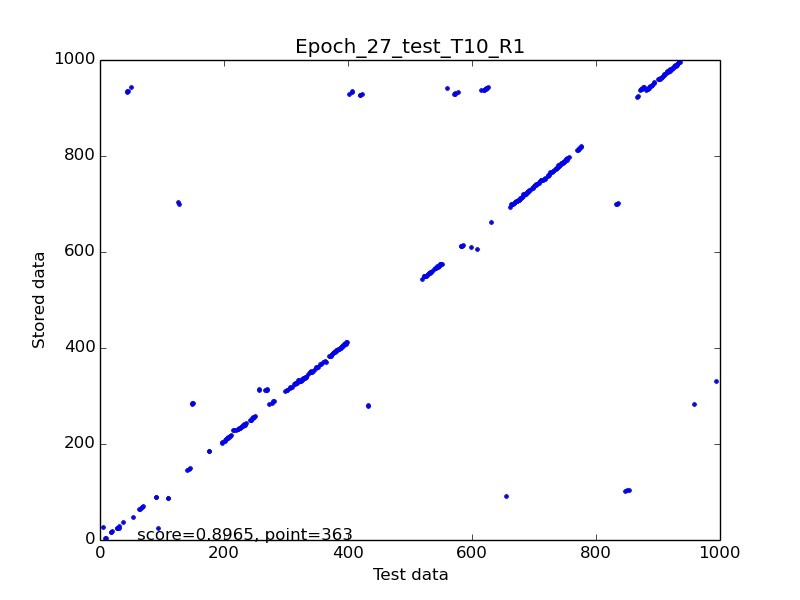 Epoch_27_test_T10_R1
1000
800
600
400
200
0
Stored data
score=0.8965, point=363
0 200 400 600 800 1000
Test data